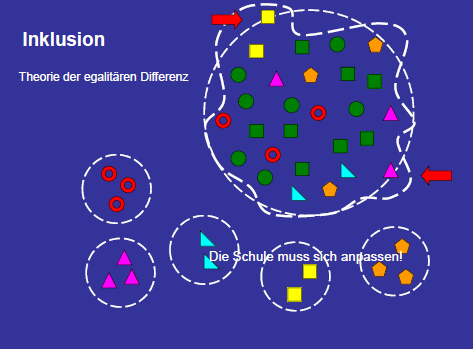 Inklusion
Theorie der egalitären Differenz
Die Schule muss sich anpassen!